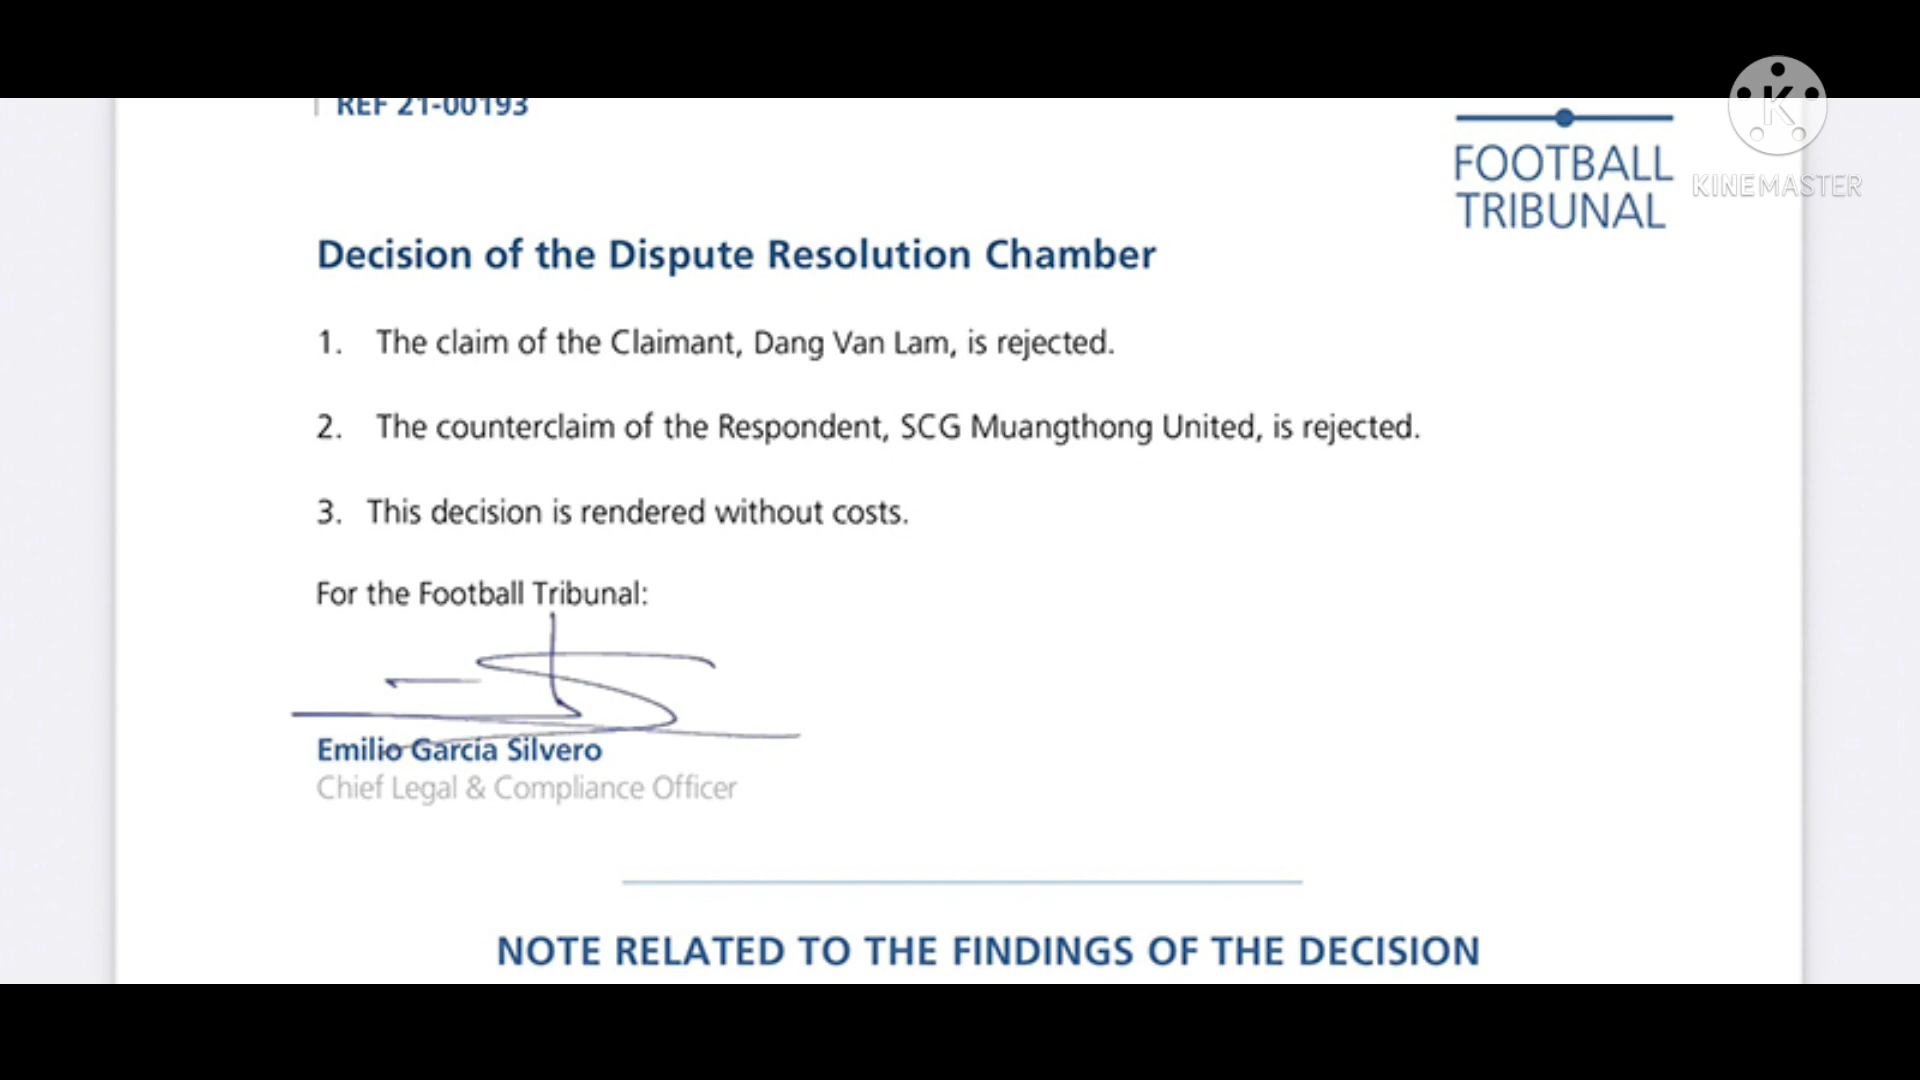 REF 21-00193
FOOTBALL
TRIBUNAL
K
KINEMASTER
Decision of the Dispute Resolution Chamber
1. The claim of the Claimant, Dang Van Lam, is rejected.
2. The counterclaim of the Respondent, SCG Muangthong United, is rejected.
3. This decision is rendered without costs.
For the Football Tribunal:
Emilio García Silvero
Chief Legal & Compliance Officer
NOTE RELATED TO THE FINDINGS OF THE DECISION